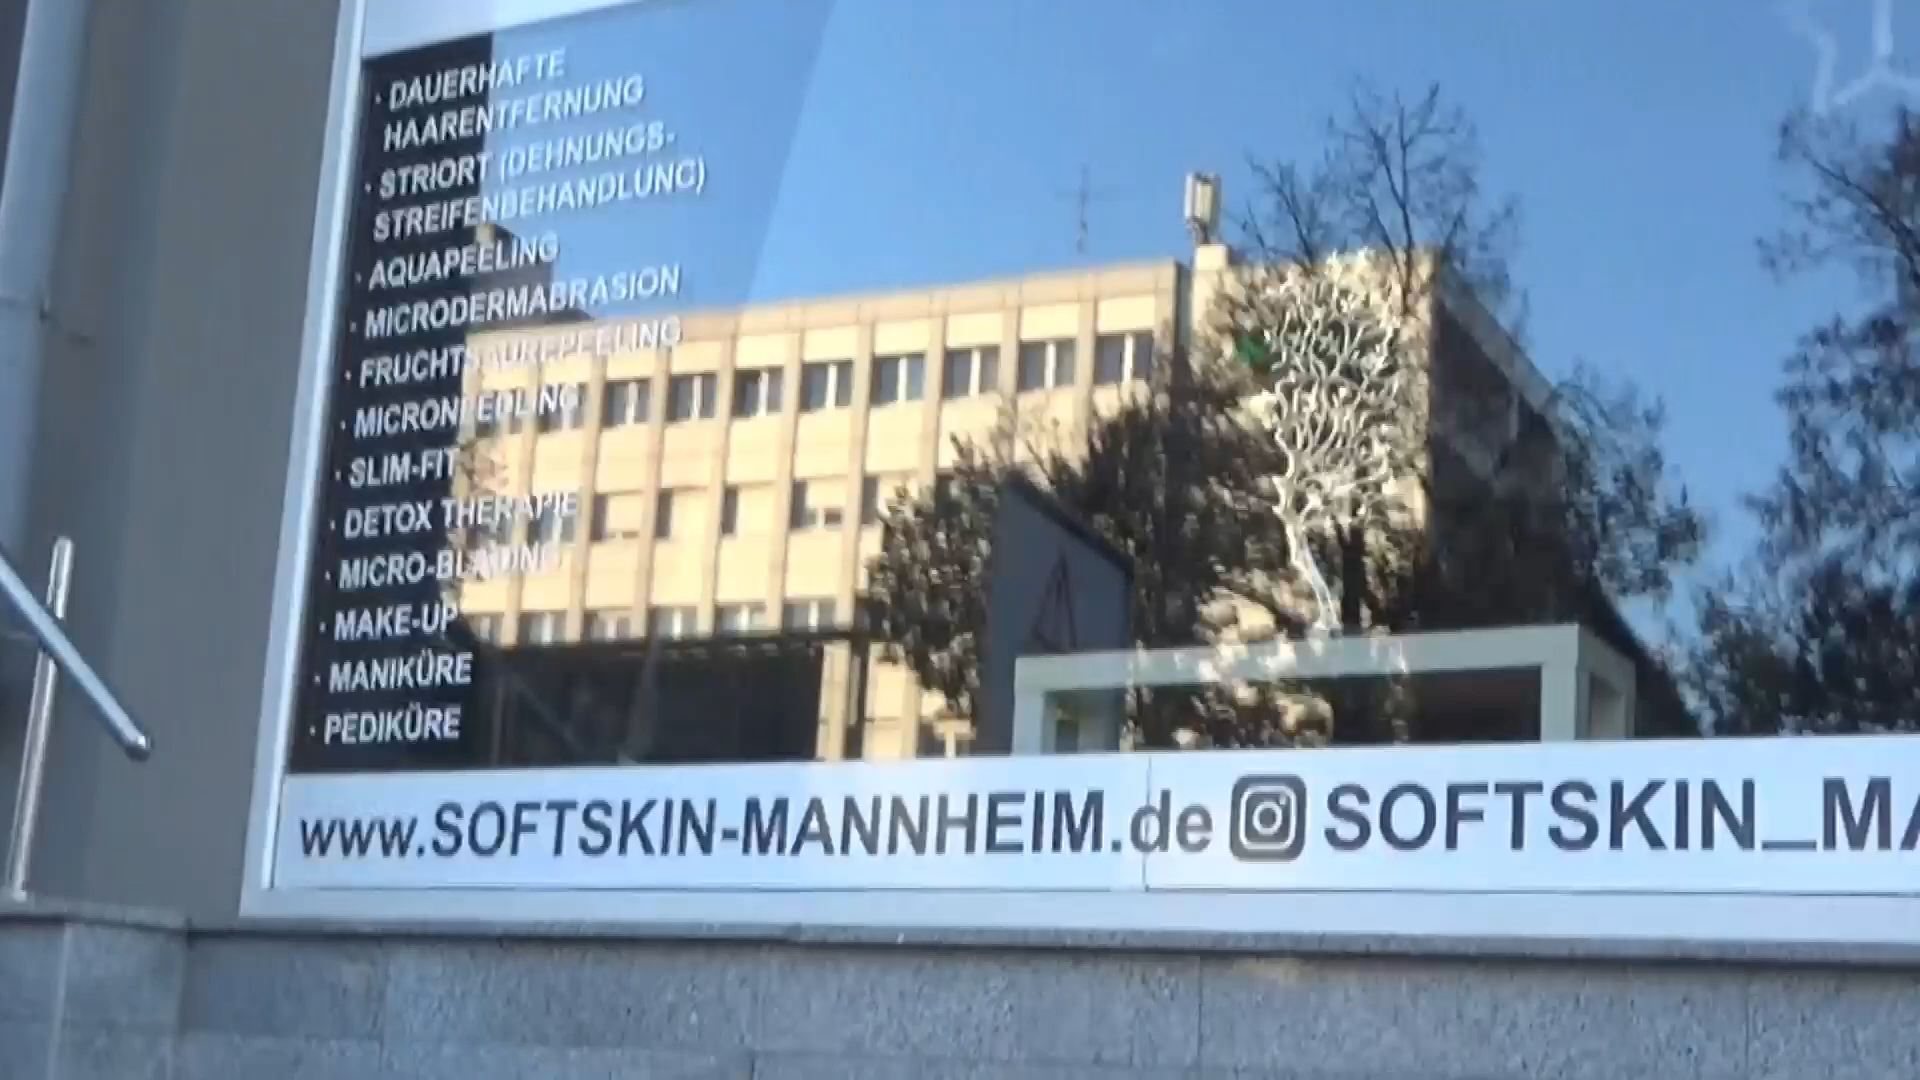 · DAUERHAFTE
HAARENTFERNUNG
· STRIORT (DEHNUNGS-
STREIFENBEHANDLUNG)
· AQUAPEELING
· MICRODERMABRASION
· FRUCHTSÄUREPEELING
· MICRONEEDLING
· SLIM-FIT
· DETOX THERAPIE
· MICRO-BLADING
· MAKE-UP
· MANIKÜRE
· PEDIKÜRE
www.SOFTSKIN-MANNHEIM.de SOFTSKIN_MA